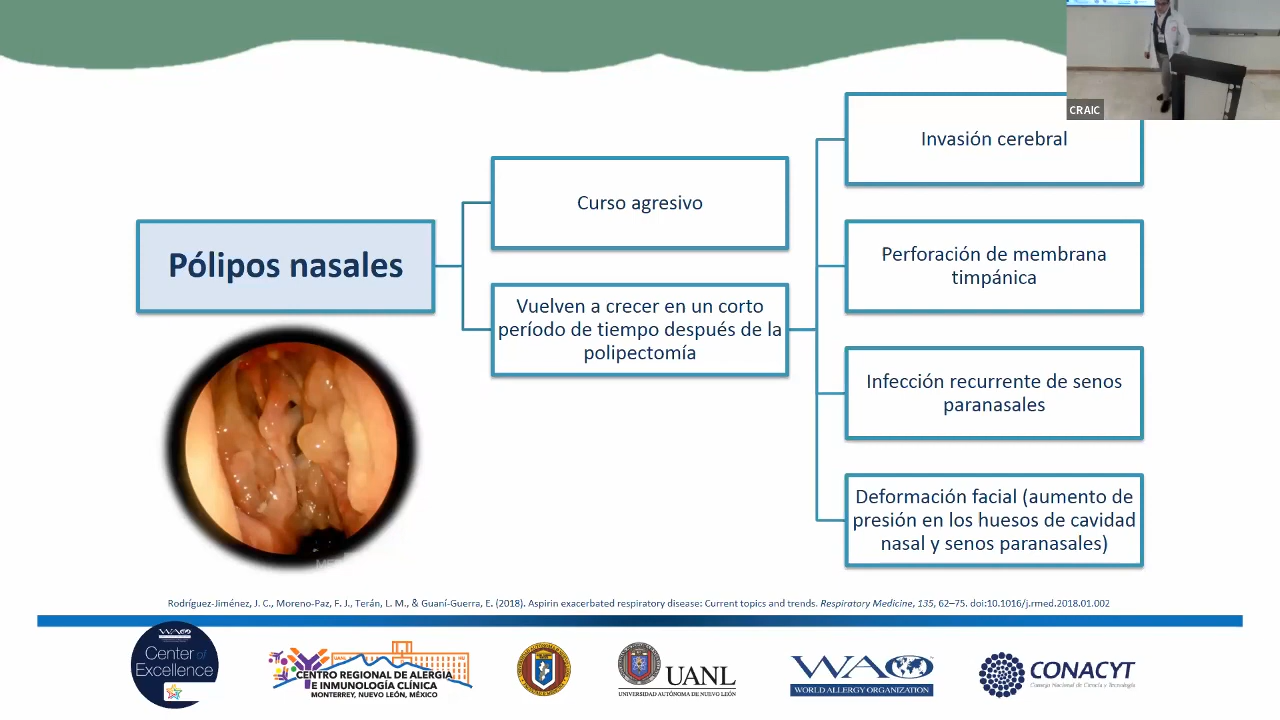 CRAIC
Pólipos nasales
Curso agresivo
Vuelven a crecer en un corto
período de tiempo después de la
polipectomía
Invasión cerebral
Perforación de membrana
timpánica
Infección recurrente de senos
paranasales
Deformación facial (aumento de
presión en los huesos de cavidad
nasal y senos paranasales)
Rodríguez-Jiménez, J. C., Moreno-Paz, F. J., Terán, L. M., & Guaní-Guerra, E. (2018). Aspirin exacerbated respiratory disease: Current topics and trends. Respiratory Medicine, 135, 62–75. doi:10.1016/j.rmed.2018.01.002
WAO
Center of
Excellence
CENTRO REGIONAL DE ALERGIA
E INMUNOLOGÍA CLÍNICA
MONTERREY, NUEVO LEÓN, MÉXICO
UANL
UNIVERSIDAD AUTÓNOMA DE NUEVO LEÓN
WAO
WORLD ALLERGY ORGANIZATION
CONACYT
Consejo Nacional de Ciencia y Tecnología